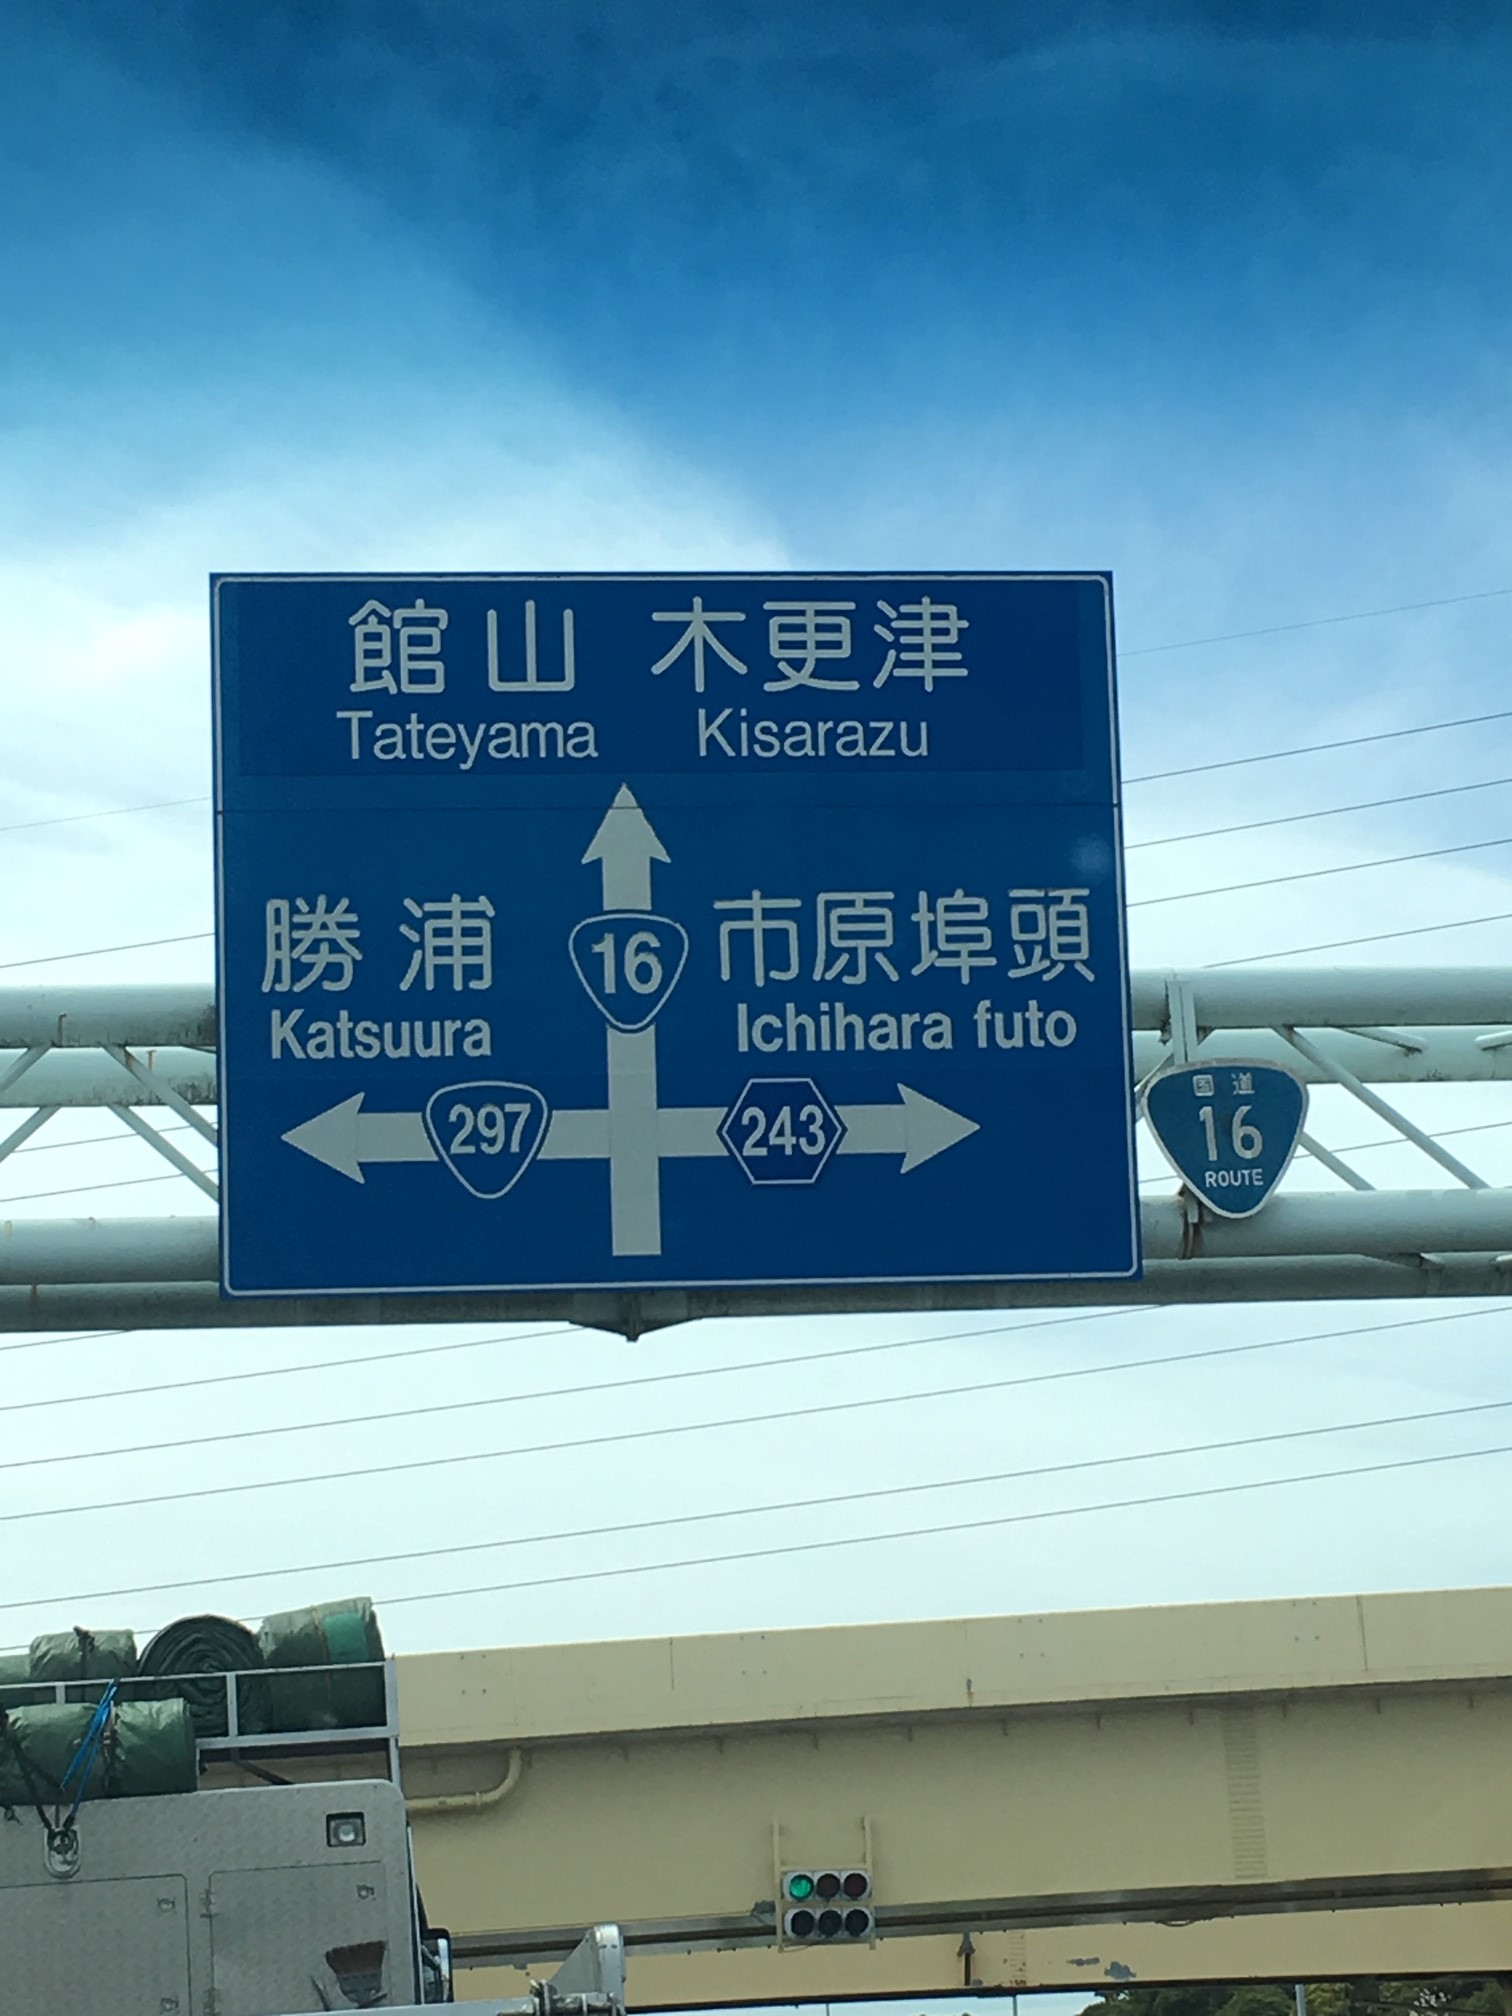 館山 木更津
Tateyama Kisarazu
勝浦 16 市原埠頭
Katsuura Ichihara futo
297 243
国道
16
ROUTE